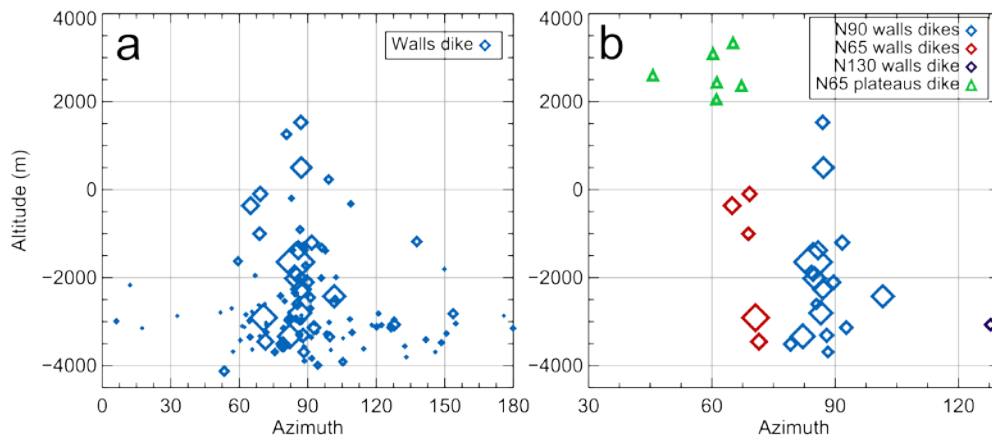 a
Walls dike
4000
2000
0
−2000
−4000
Altitude (m)
0
30
60
90
120
150
180
Azimuth
b
N90 walls dikes
N65 walls dikes
N130 walls dike
N65 plateaus dike
4000
2000
0
−2000
−4000
30
60
90
120
Azimuth